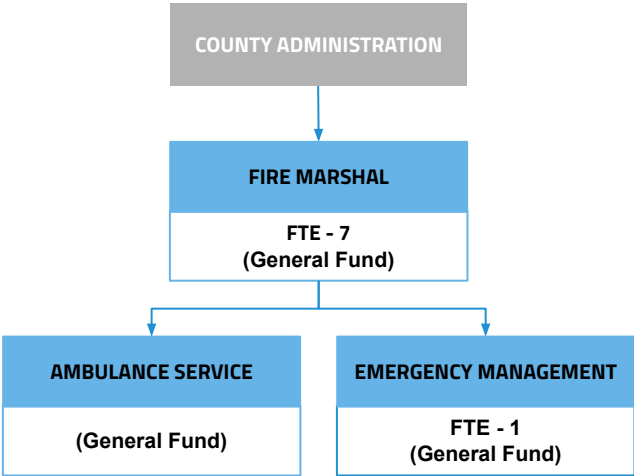 COUNTY ADMINISTRATION
FIRE MARSHAL
FTE - 7
(General Fund)
AMBULANCE SERVICE
(General Fund)
EMERGENCY MANAGEMENT
FTE - 1
(General Fund)